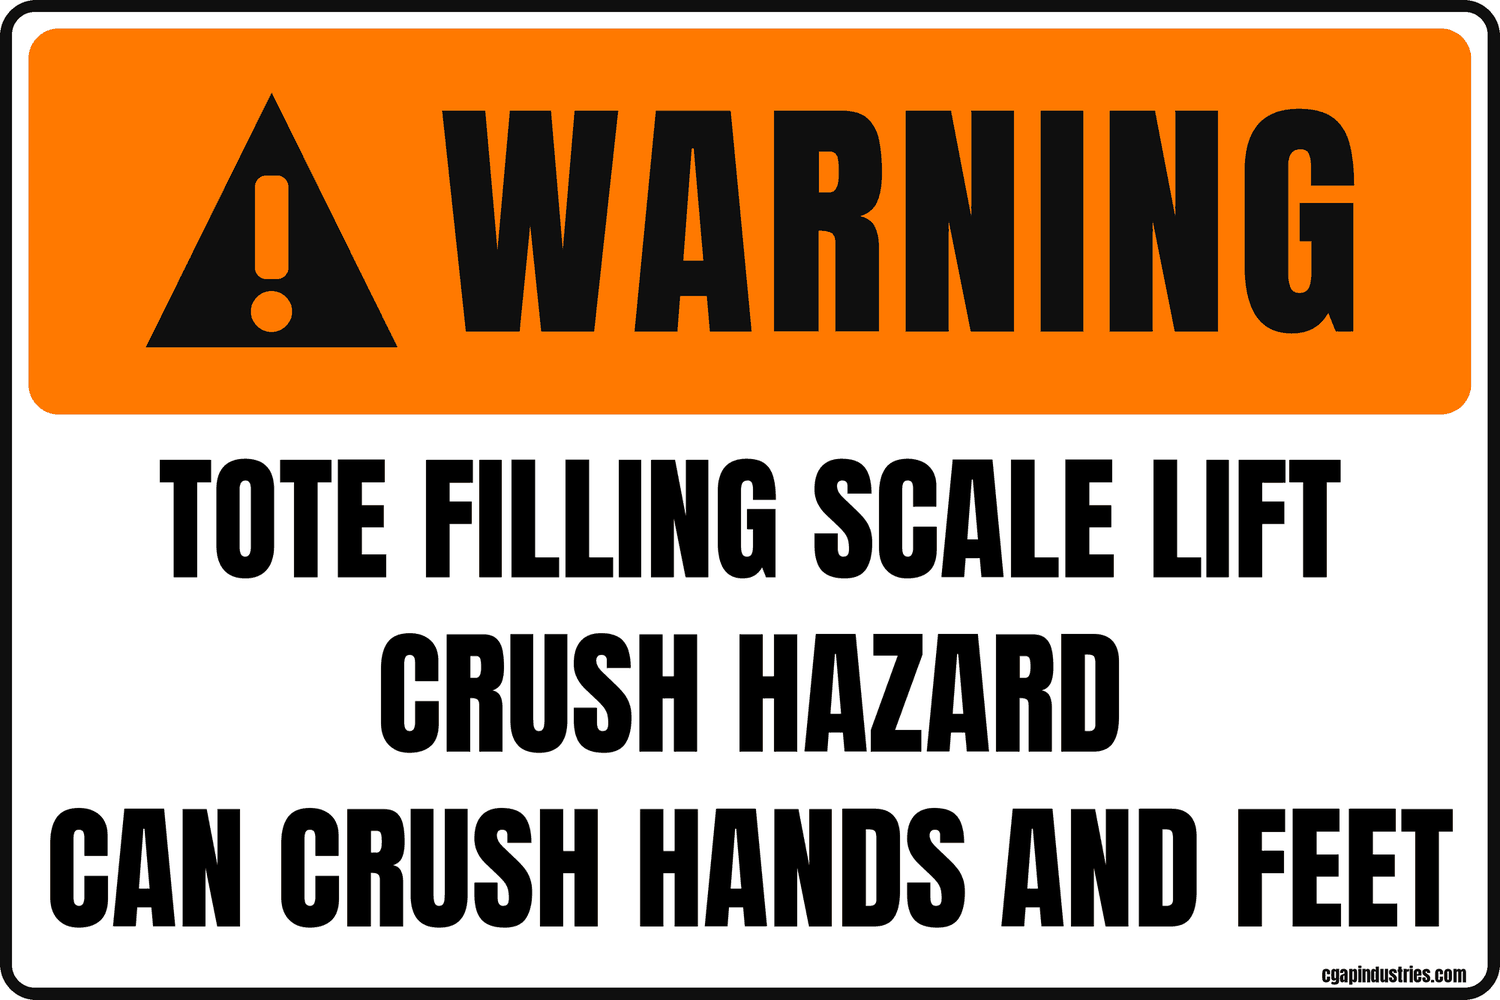 WARNING
TOTE FILLING SCALE LIFT
CRUSH HAZARD
CAN CRUSH HANDS AND FEET
cgapindustries.com